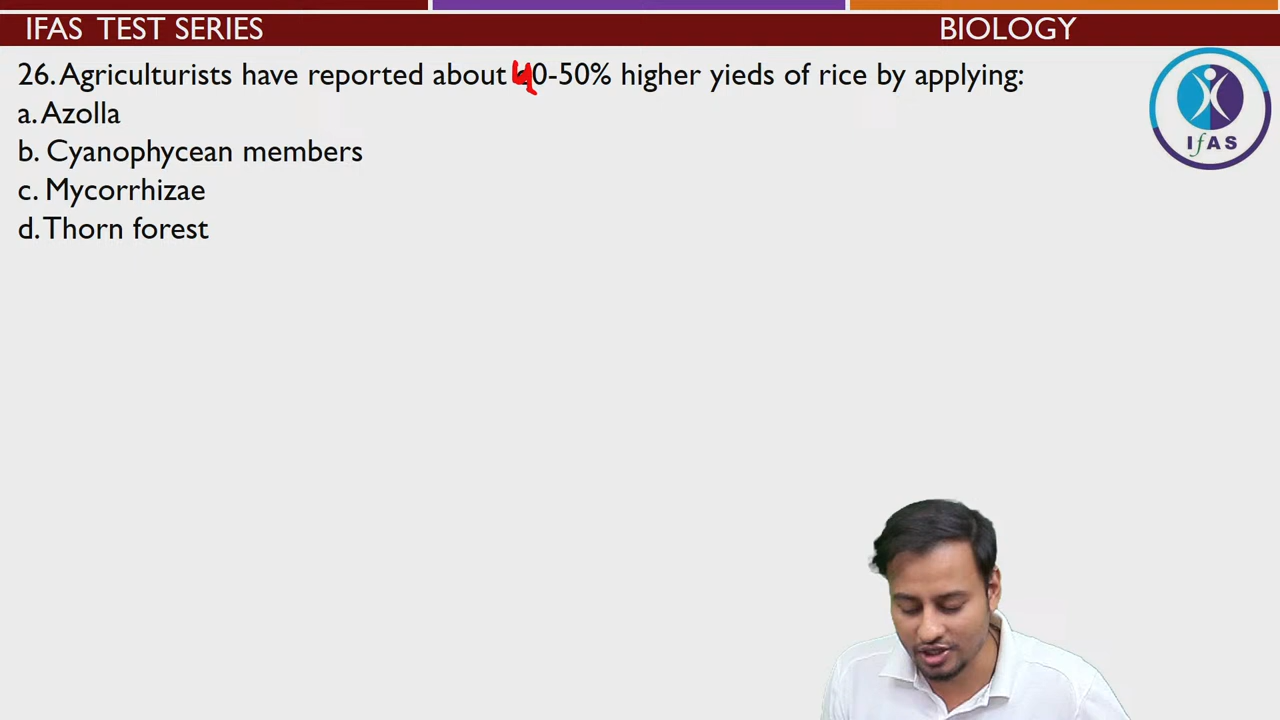 IFAS TEST SERIES
BIOLOGY
26. Agriculturists have reported about 40-50% higher yieds of rice by applying:
a. Azolla
b. Cyanophycean members
c. Mycorrhizae
d. Thorn forest
IfAS